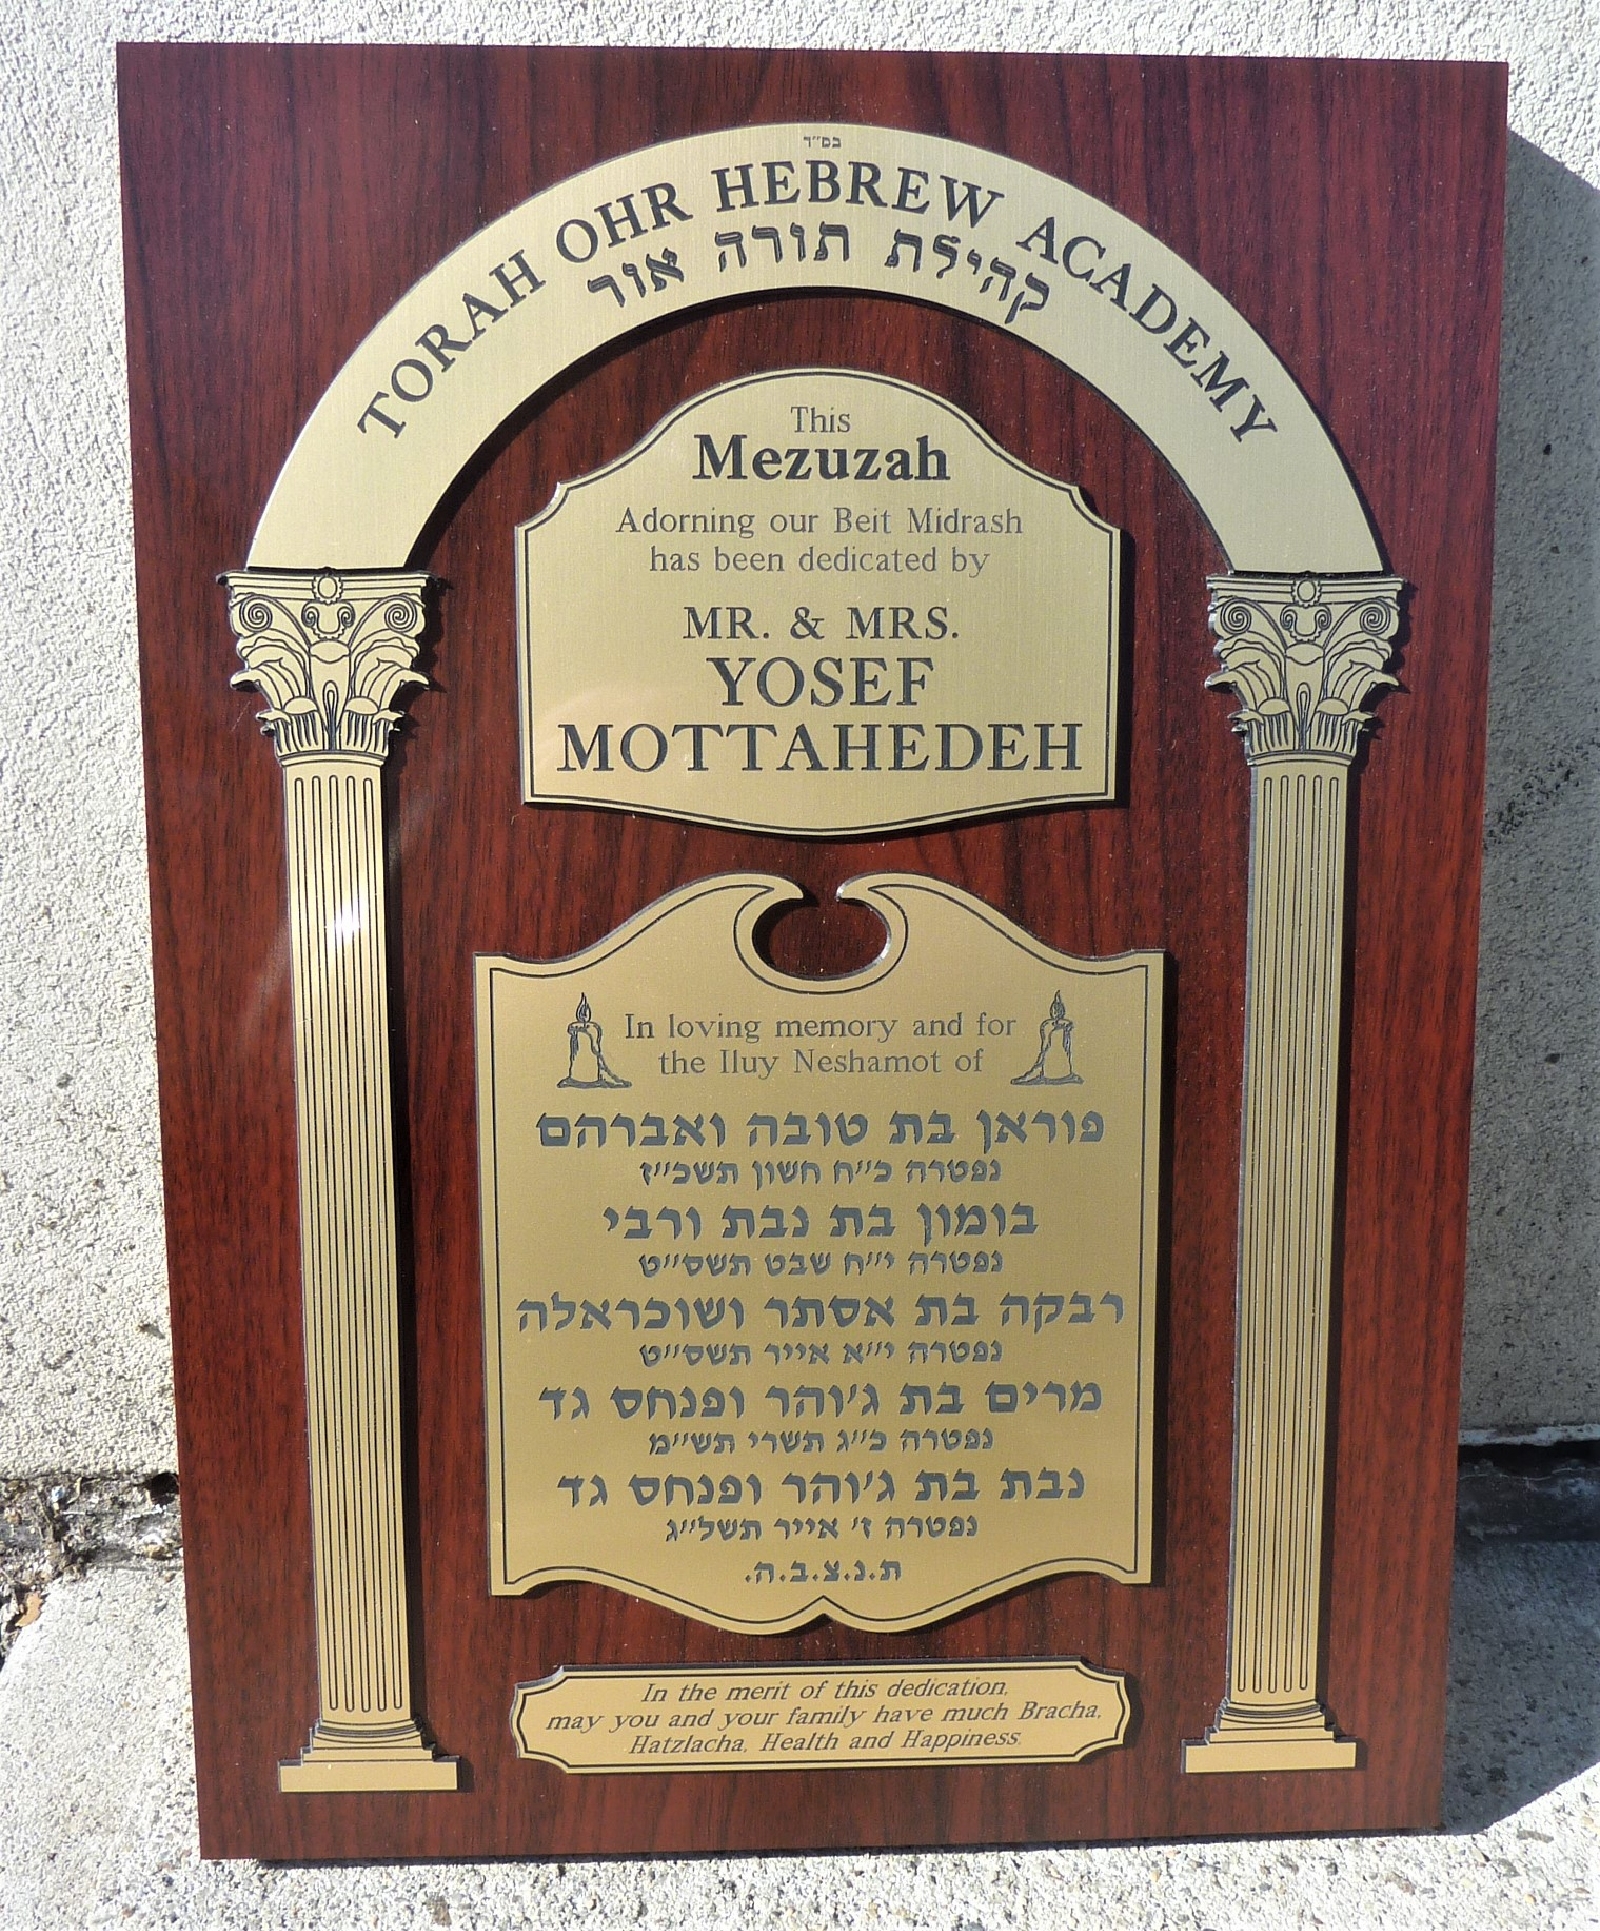 בס״ד
TORAH OHR HEBREW ACADEMY
קהילת תורה אור
This
Mezuzah
Adorning our Beit Midrash
has been dedicated by
MR. & MRS.
YOSEF
MOTTAHEDEH
In loving memory and for
the Iluy Neshamot of
פוראן בת טובה ואברהם
נפטרה כ״ח חשון תשכ״ז
בומון בת נבת ורבי
נפטרה י״ח שבט תשס״ט
רבקה בת אסתר ושוכראלה
נפטרה י״א אייר תשס״ט
מרים בת ג׳והר ופנחס גד
נפטרה כ״ג תשרי תש״מ
נבת בת ג׳והר ופנחס גד
נפטרה ז׳ אייר תשל״ג
ת.נ.צ.ב.ה.
In the merit of this dedication,
may you and your family have much Bracha,
Hatzlacha, Health and Happiness.